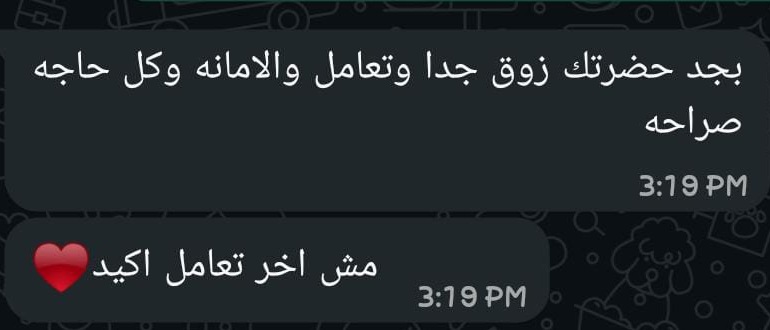 بجد حضرتك زوق جدا وتعامل والامانه وكل حاجه
صراحه
3:19 PM
مش اخر تعامل اكيد❤️
3:19 PM